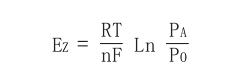 Ez = RT/nF Ln PA/P0